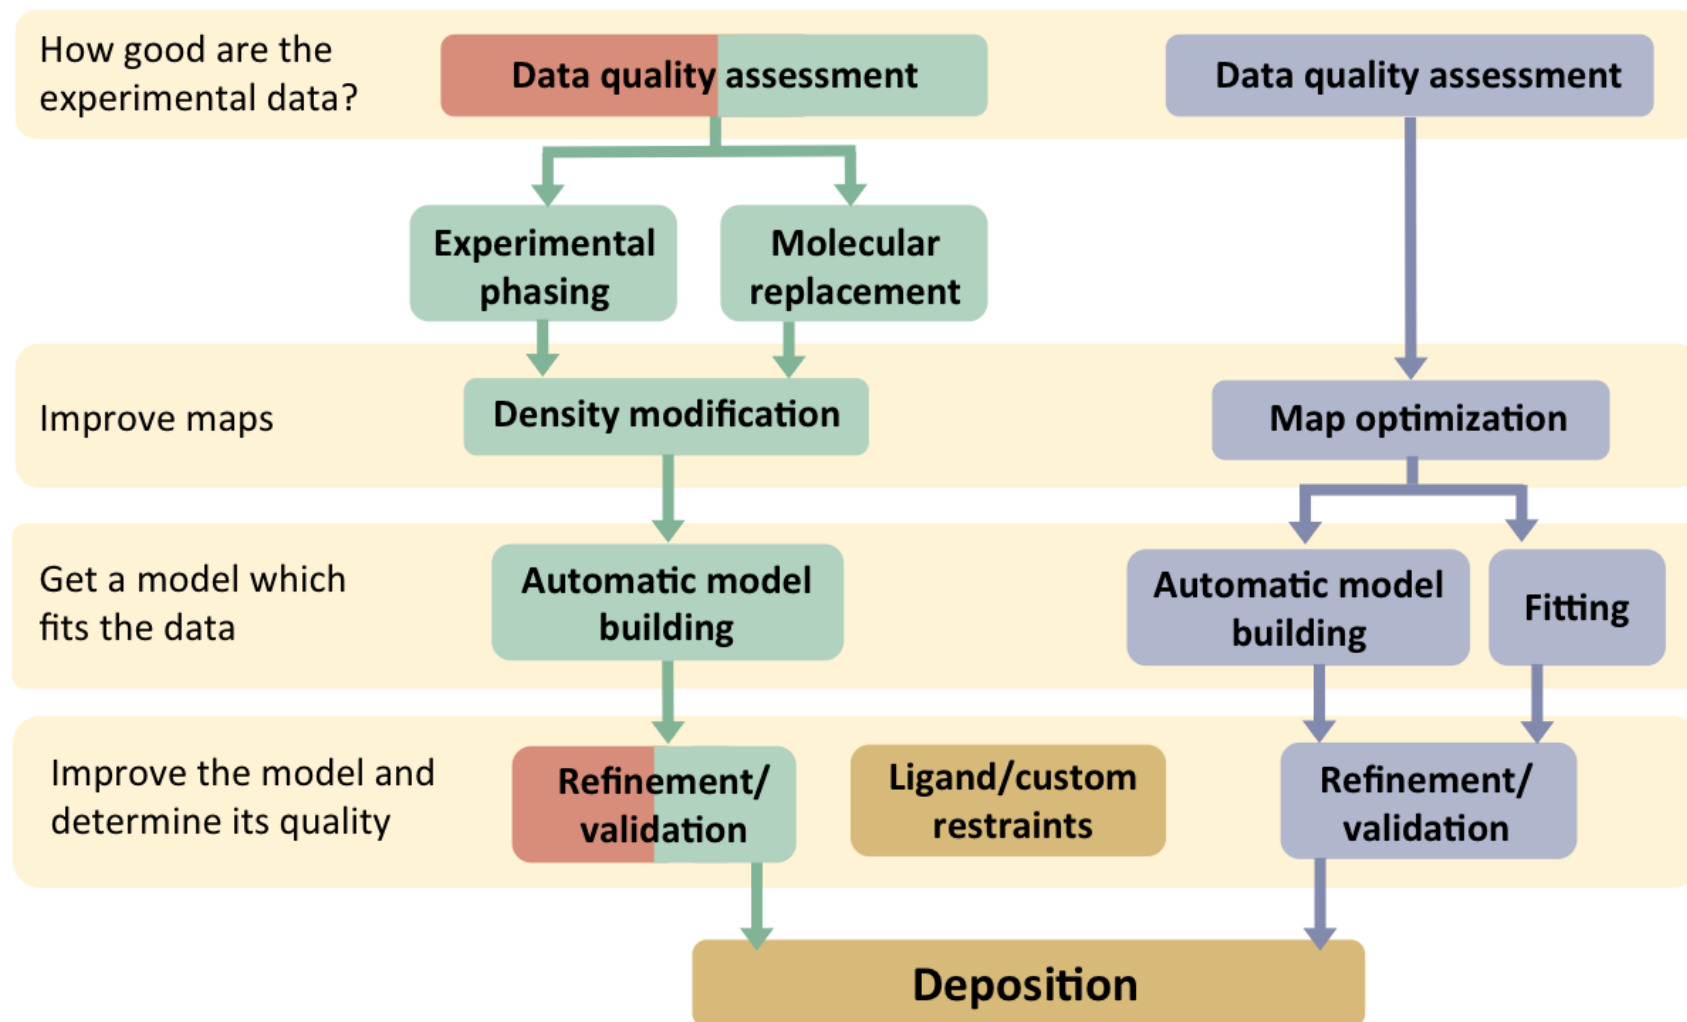 How good are the
experimental data?
Data quality assessment
Data quality assessment
Experimental
phasing
Molecular
replacement
Improve maps
Density modification
Map optimization
Get a model which
fits the data
Automatic model
building
Automatic model
building
Fitting
Improve the model and
determine its quality
Refinement/
validation
Ligand/custom
restraints
Refinement/
validation
Deposition